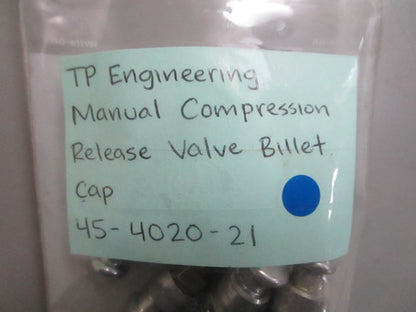 TP Engineering
Manual Compression
Release Valve Billet
Cap
45-4020-21